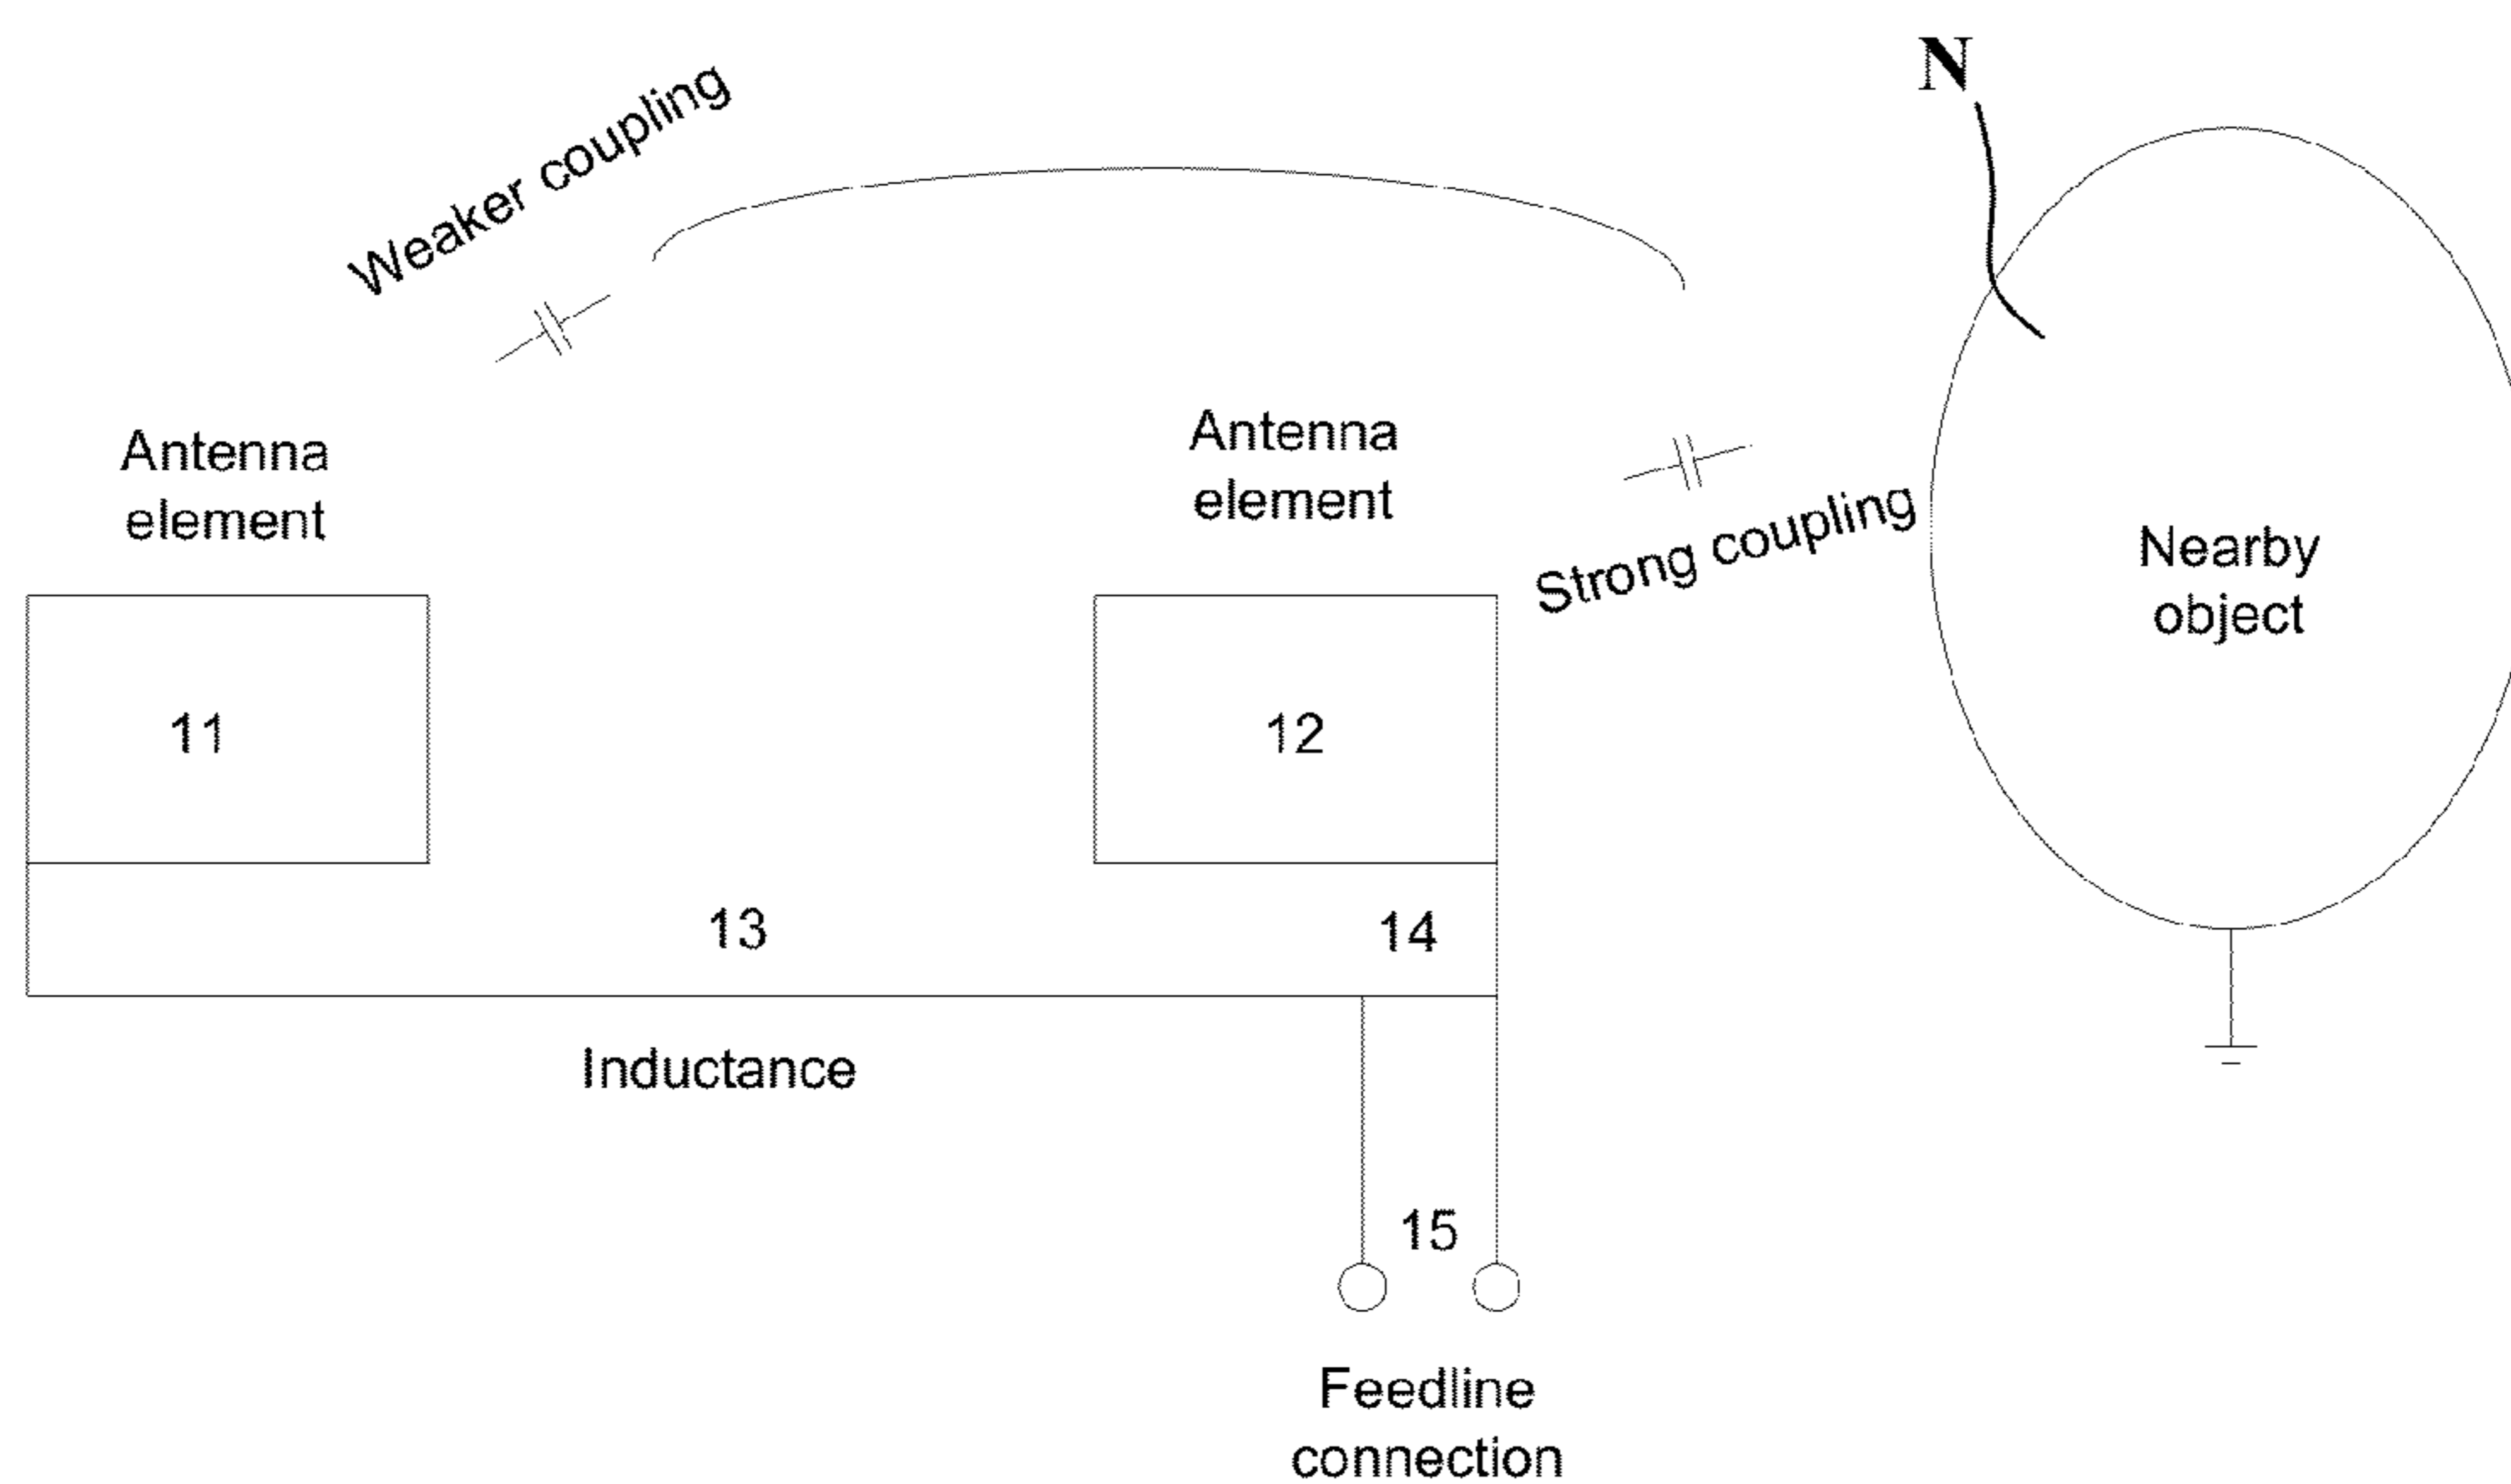 N
Weaker coupling
Antenna
element
Antenna
element
Strong coupling
Nearby
object
11
12
13
14
Inductance
15
Feedline
connection